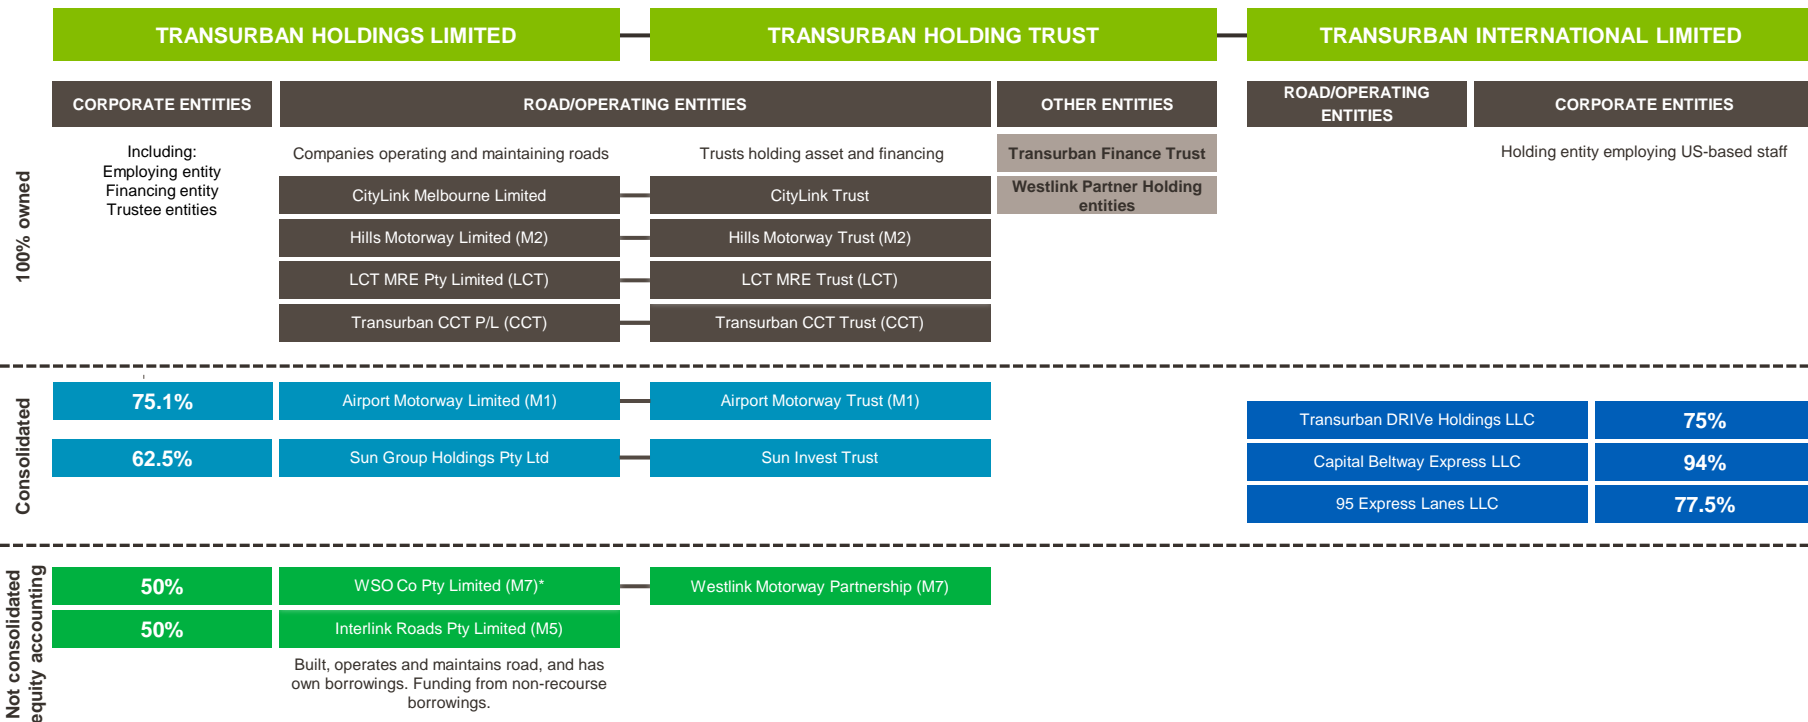 TRANSURBAN HOLDINGS LIMITED
TRANSURBAN HOLDING TRUST
TRANSURBAN INTERNATIONAL LIMITED
CORPORATE ENTITIES
ROAD/OPERATING ENTITIES
OTHER ENTITIES
ROAD/OPERATING
ENTITIES
CORPORATE ENTITIES
100% owned
Including:
Employing entity
Financing entity
Trustee entities
Companies operating and maintaining roads
Trusts holding asset and financing
Transurban Finance Trust
Westlink Partner Holding
entities
Holding entity employing US-based staff
CityLink Melbourne Limited
CityLink Trust
Hills Motorway Limited (M2)
Hills Motorway Trust (M2)
LCT MRE Pty Limited (LCT)
LCT MRE Trust (LCT)
Transurban CCT P/L (CCT)
Transurban CCT Trust (CCT)
Consolidated
75.1%
Airport Motorway Limited (M1)
Airport Motorway Trust (M1)
62.5%
Sun Group Holdings Pty Ltd
Sun Invest Trust
Transurban DRIVe Holdings LLC
75%
Capital Beltway Express LLC
94%
95 Express Lanes LLC
77.5%
Not consolidated
equity accounting
50%
WSO Co Pty Limited (M7)*
Westlink Motorway Partnership (M7)
50%
Interlink Roads Pty Limited (M5)
Built, operates and maintains road, and has
own borrowings. Funding from non-recourse
borrowings.